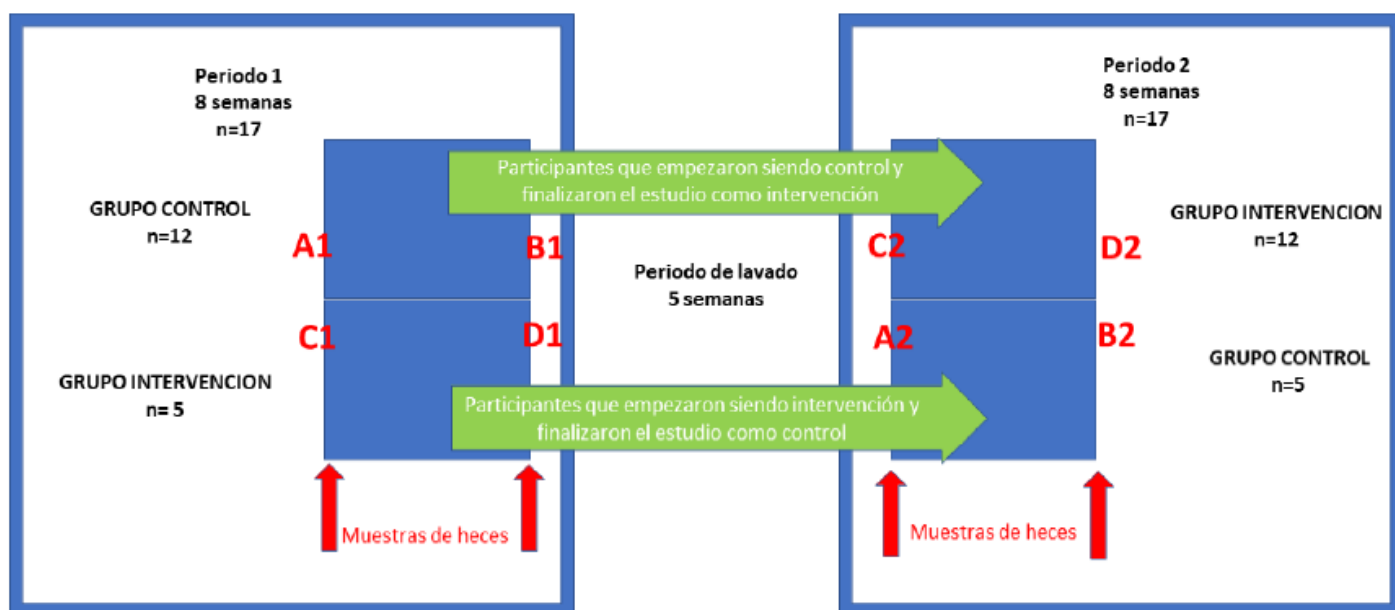 Periodo 1
8 semanas
n=17
GRUPO CONTROL
n=12
A1
B1
C1
D1
GRUPO INTERVENCION
n= 5
Muestras de heces
Participantes que empezaron siendo control y
finalizaron el estudio como intervención
Periodo de lavado
5 semanas
Participantes que empezaron siendo intervención y
finalizaron el estudio como control
Periodo 2
8 semanas
n=17
C2
D2
GRUPO INTERVENCION
n=12
A2
B2
GRUPO CONTROL
n=5
Muestras de heces